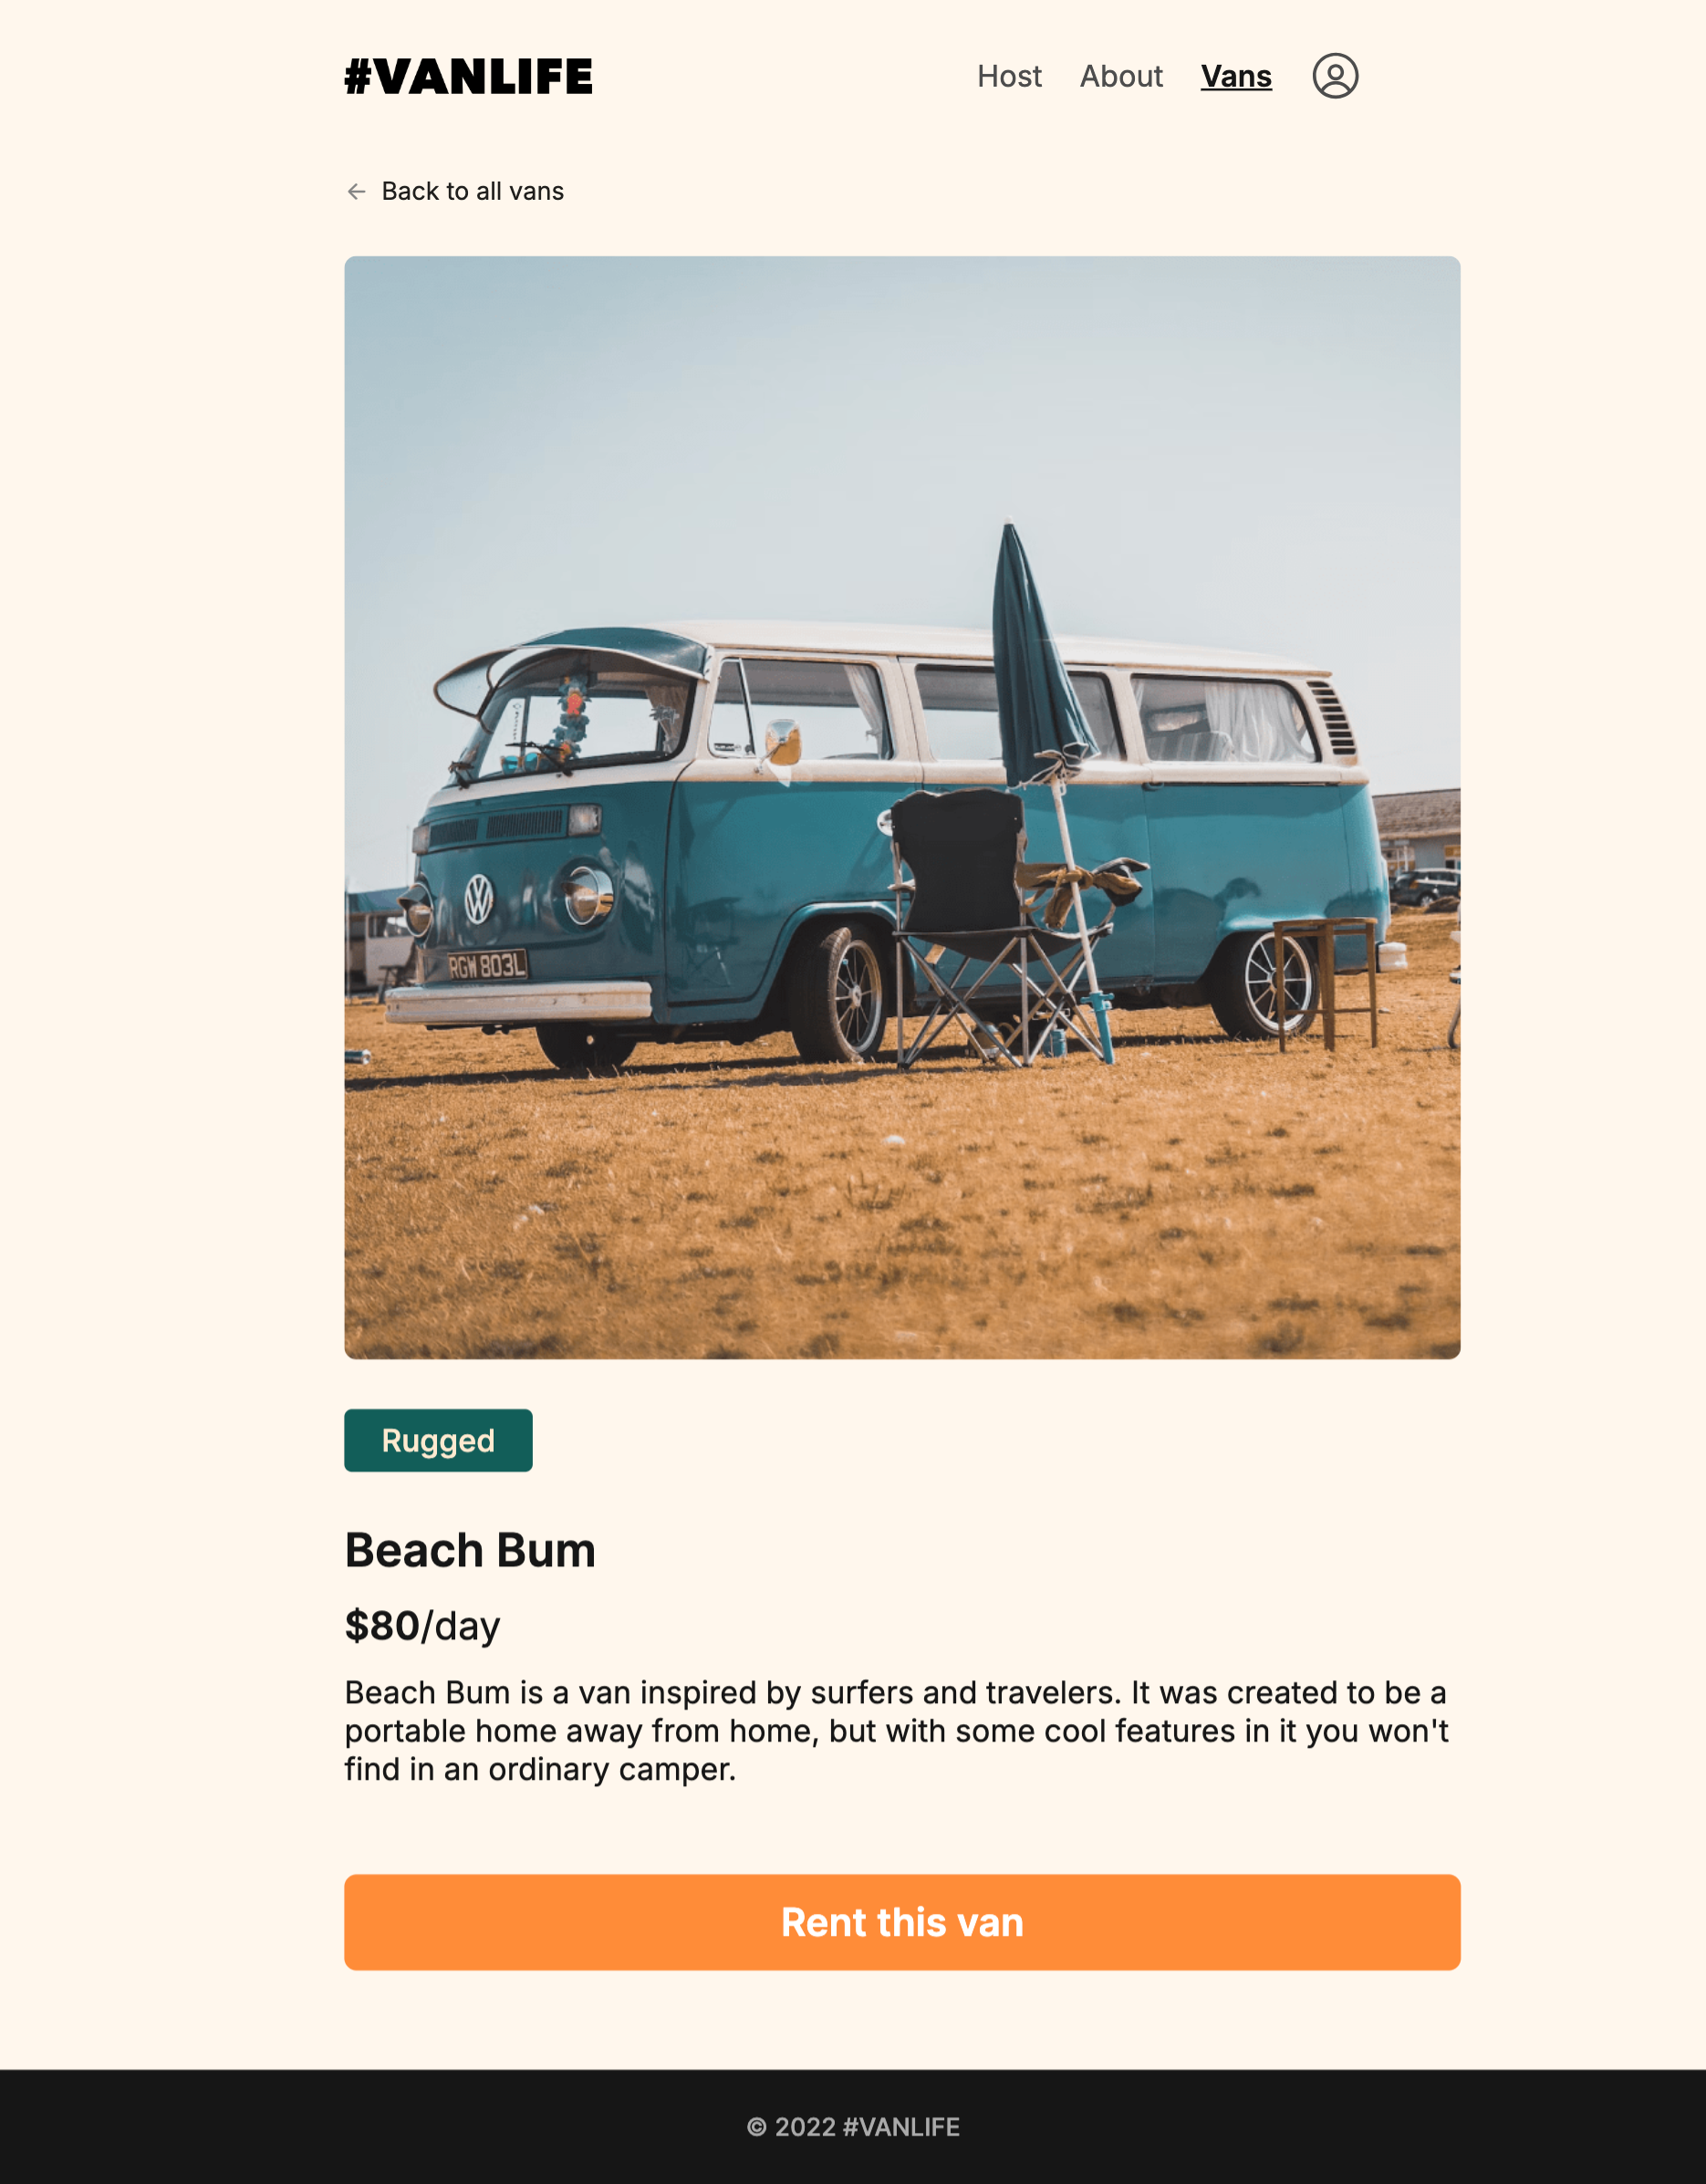 #VANLIFE
Host About Vans
Back to all vans
RGW 803L
Rugged
Beach Bum
$80/day
Beach Bum is a van inspired by surfers and travelers. It was created to be a
portable home away from home, but with some cool features in it you won't
find in an ordinary camper.
Rent this van
© 2022 #VANLIFE